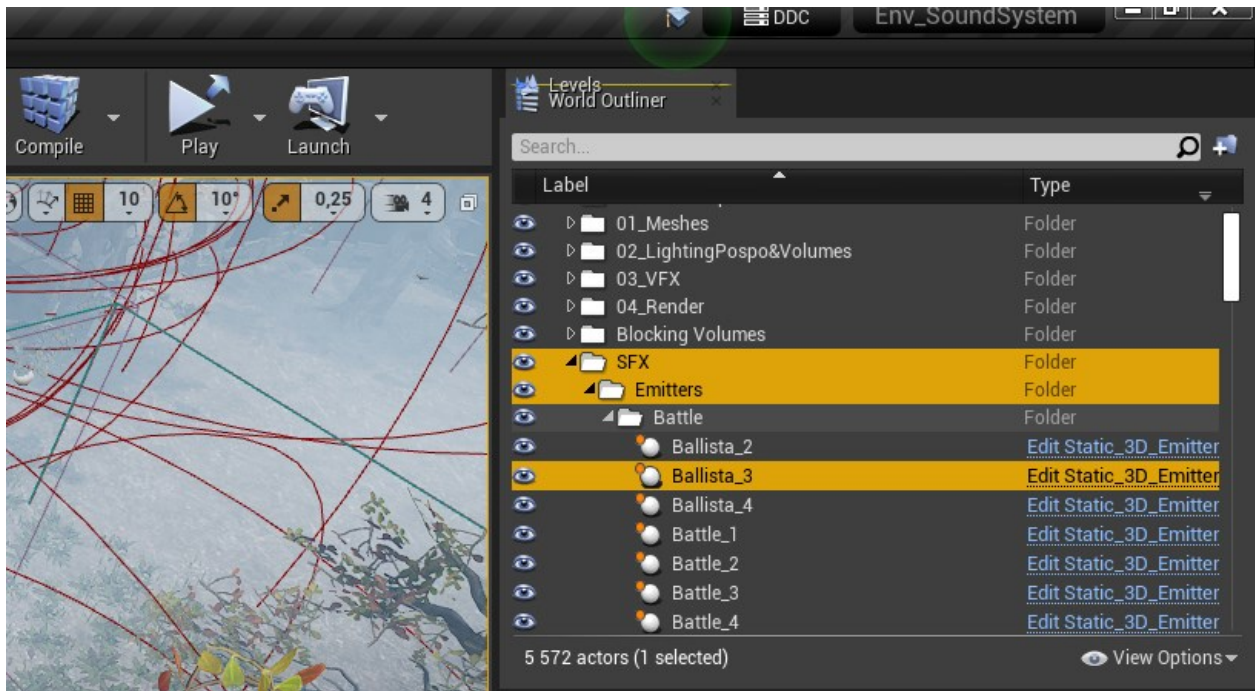 DDC Env_SoundSystem
Levels
World Outliner
Compile Play Launch
Search...
Label Type
10 10° 0,25 4
01_Meshes Folder
02_LightingPospo&Volumes Folder
03_VFX Folder
04_Render Folder
Blocking Volumes Folder
SFX Folder
Emitters Folder
Battle Folder
Ballista_2 Edit Static_3D_Emitter
Ballista_3 Edit Static_3D_Emitter
Ballista_4 Edit Static_3D_Emitter
Battle_1 Edit Static_3D_Emitter
Battle_2 Edit Static_3D_Emitter
Battle_3 Edit Static_3D_Emitter
Battle_4 Edit Static_3D_Emitter
5 572 actors (1 selected) View Options